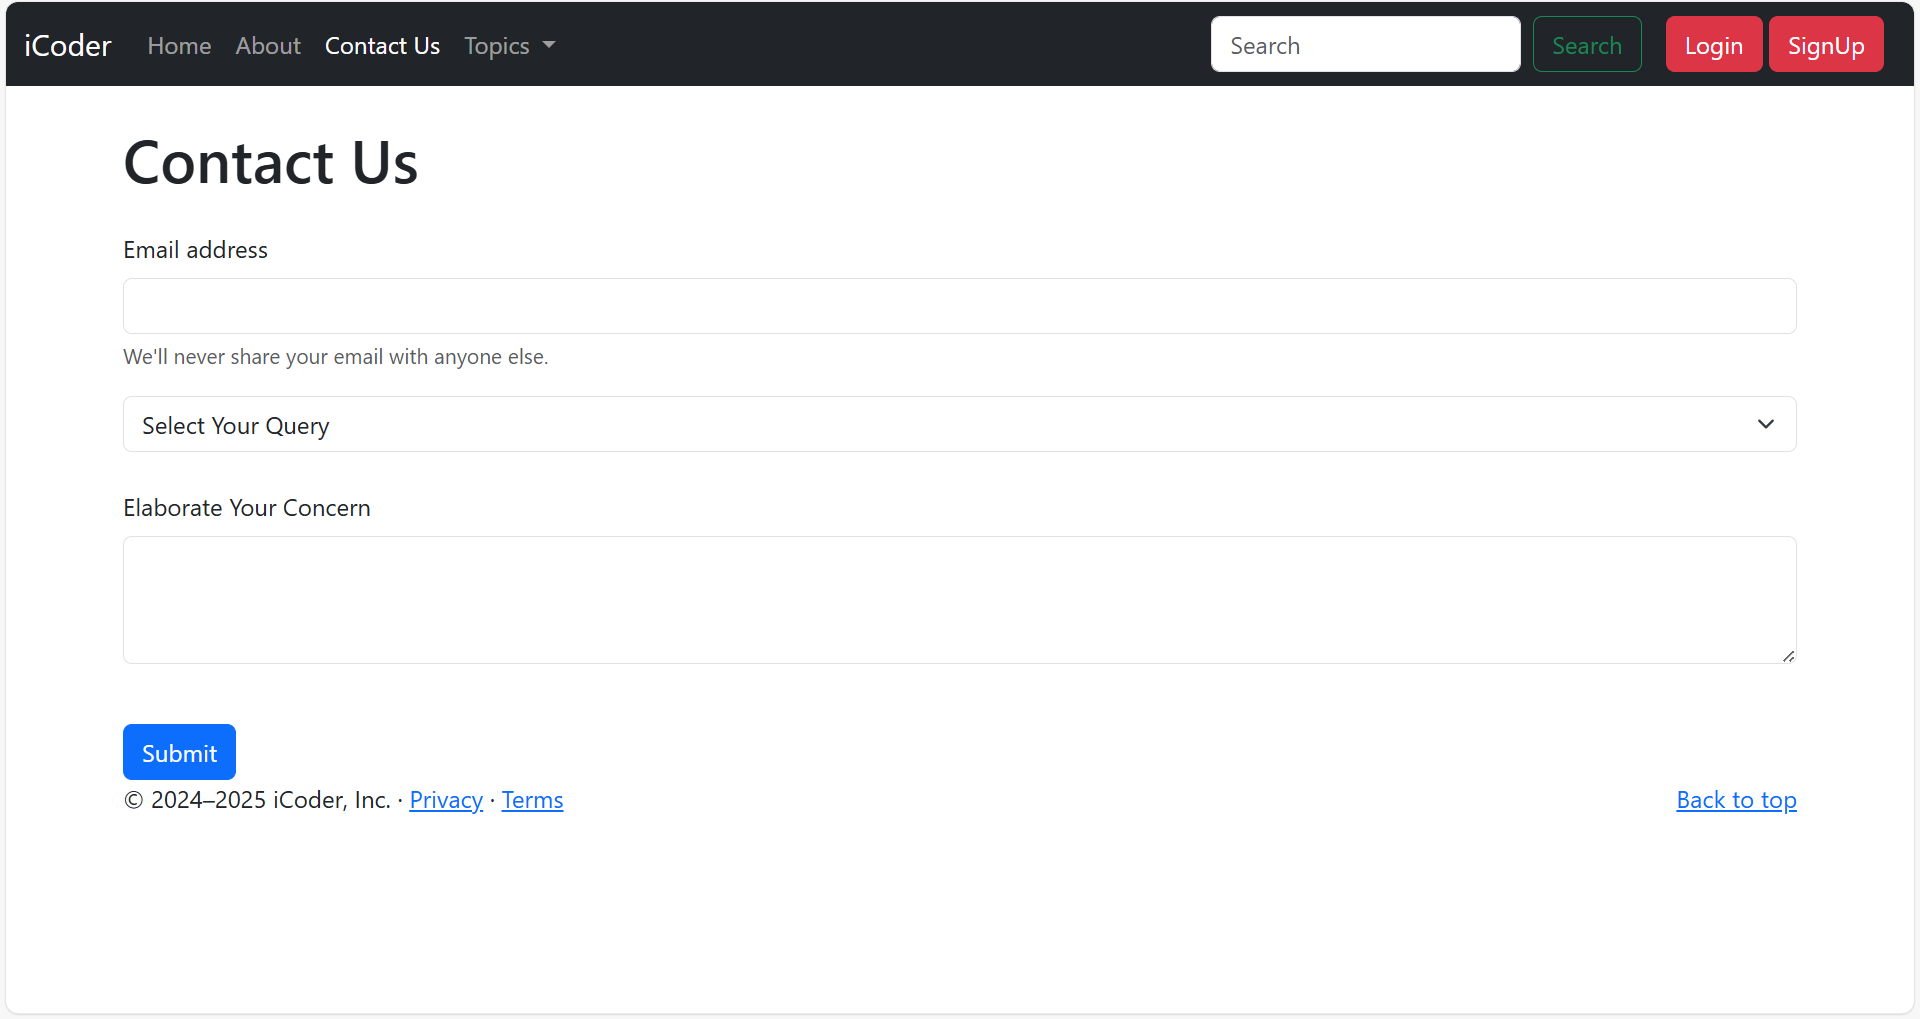 iCoder Home About Contact Us Topics Search Search Login SignUp
Contact Us
Email address
We'll never share your email with anyone else.
Select Your Query
Elaborate Your Concern
Submit
© 2024–2025 iCoder, Inc. · Privacy · Terms Back to top